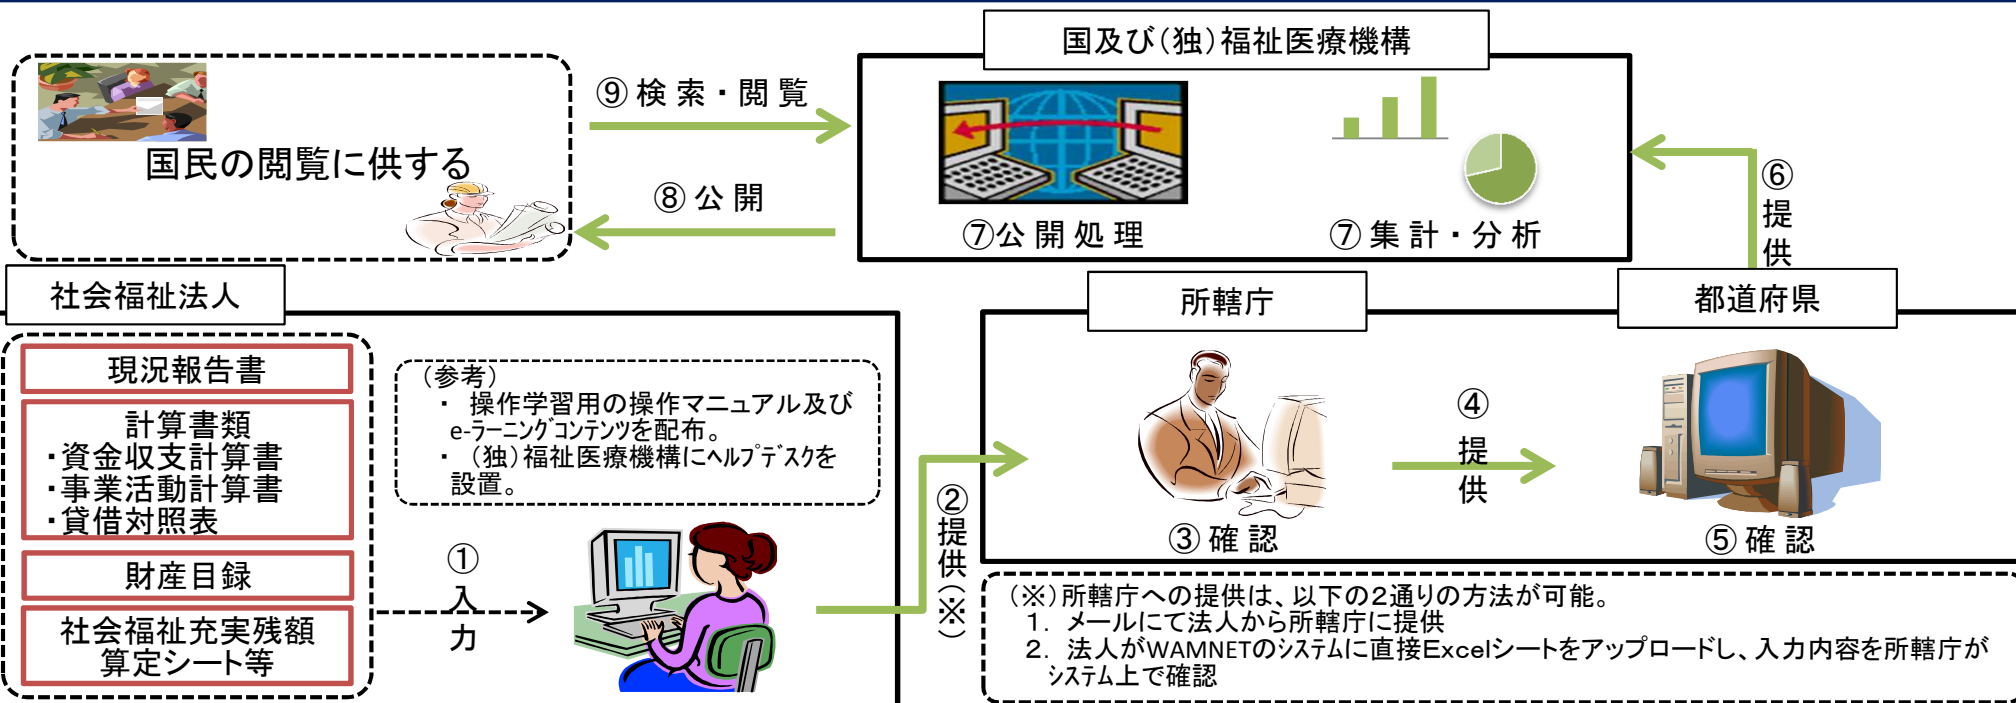 国及び(独)福祉医療機構
⑨検索・閲覧
国民の閲覧に供する
⑧公開
⑦公開処理
⑦集計・分析
⑥
提
供
社会福祉法人
所轄庁
都道府県
現況報告書
計算書類
・資金収支計算書
・事業活動計算書
・貸借対照表
財産目録
社会福祉充実残額
算定シート等
(参考)
・ 操作学習用の操作マニュアル及び
e-ラーニングコンテンツを配布。
・ (独)福祉医療機構にヘルプデスクを
設置。
①
入
力
②
提
供
(※)
③確認
④
提
供
⑤確認
(※)所轄庁への提供は、以下の2通りの方法が可能。
1. メールにて法人から所轄庁に提供
2. 法人がWAMNETのシステムに直接Excelシートをアップロードし、入力内容を所轄庁が
システム上で確認